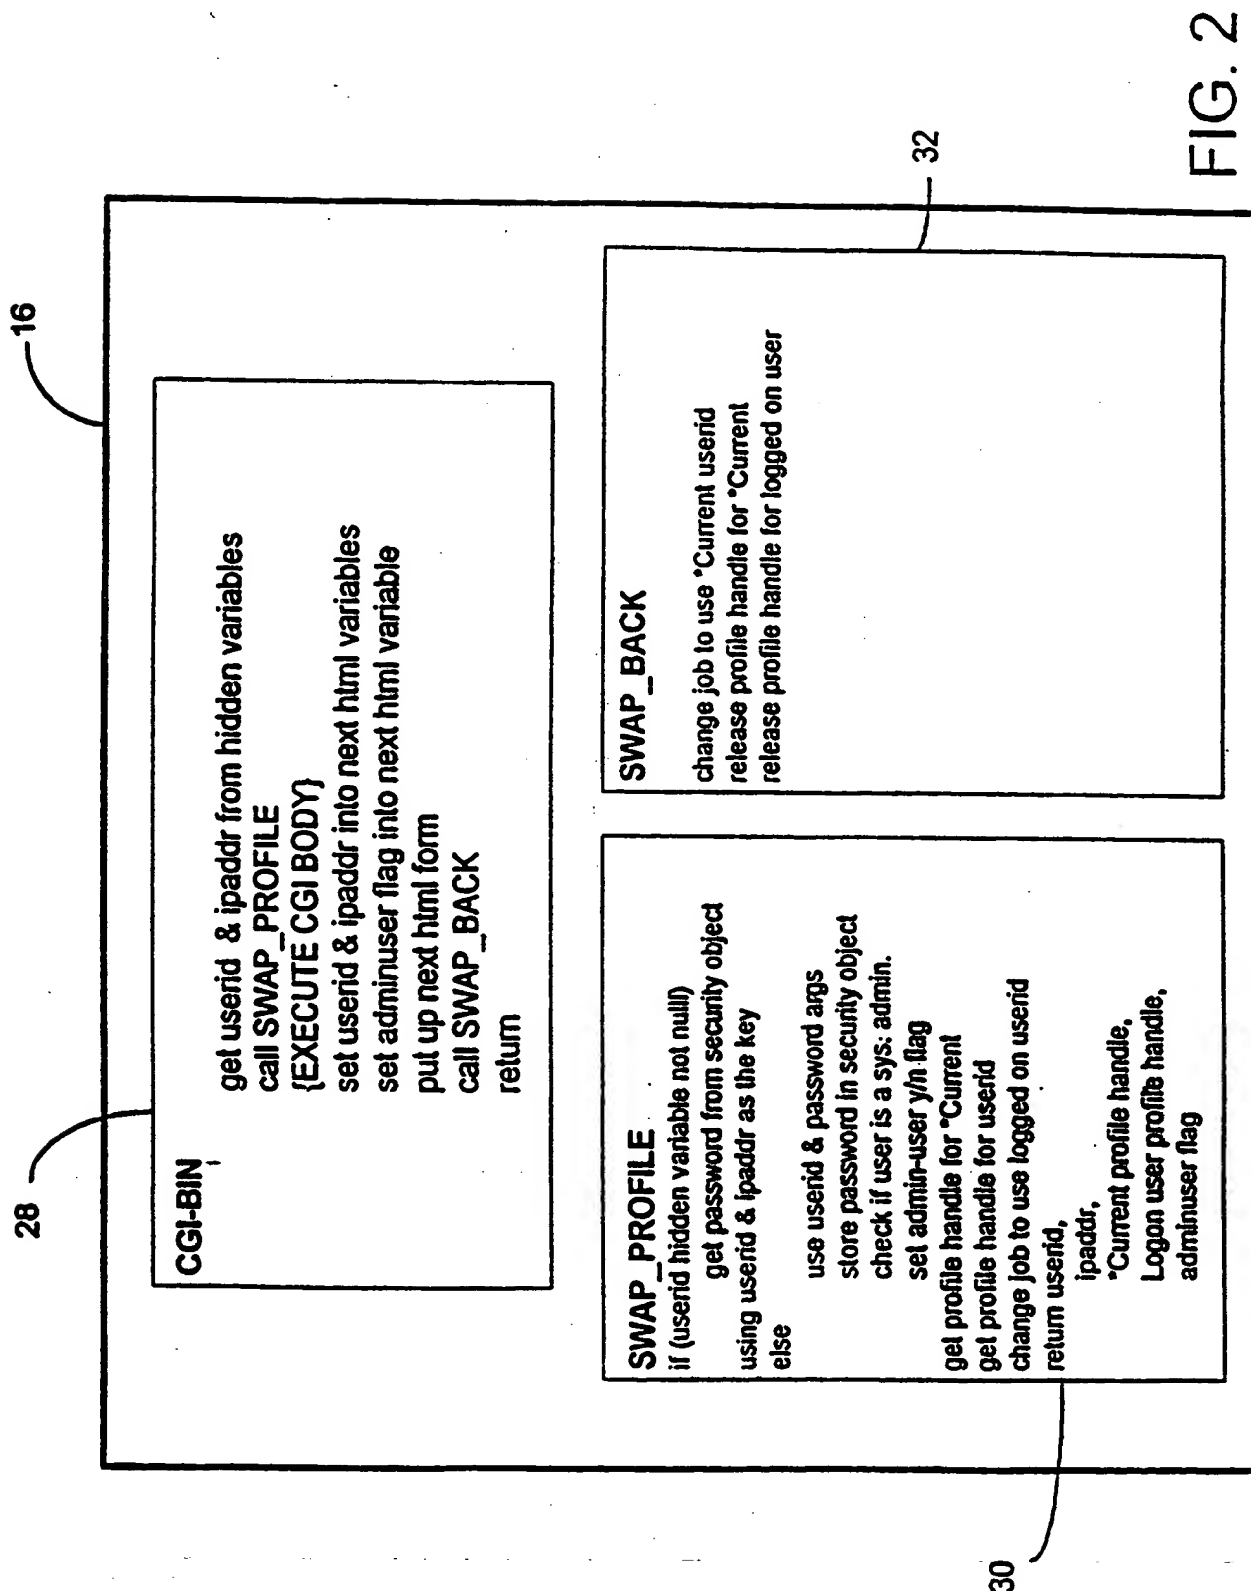 16
28
CGI-BIN
get userid & ipaddr from hidden variables
call SWAP_PROFILE
{EXECUTE CGI BODY}
set userid & ipaddr into next html variables
set adminuser flag into next html variable
put up next html form
call SWAP_BACK
return
SWAP_PROFILE
if (userid hidden variable not null)
get password from security object
using userid & ipaddr as the key
else
use userid & password args
store password in security object
check if user is a sys: admin.
set admin-user y/n flag
get profile handle for *Current
get profile handle for userid
change job to use logged on userid
return userid,
ipaddr,
*Current profile handle,
Logon user profile handle,
adminuser flag
30
SWAP_BACK
change job to use *Current userid
release profile handle for *Current
release profile handle for logged on user
32
FIG. 2